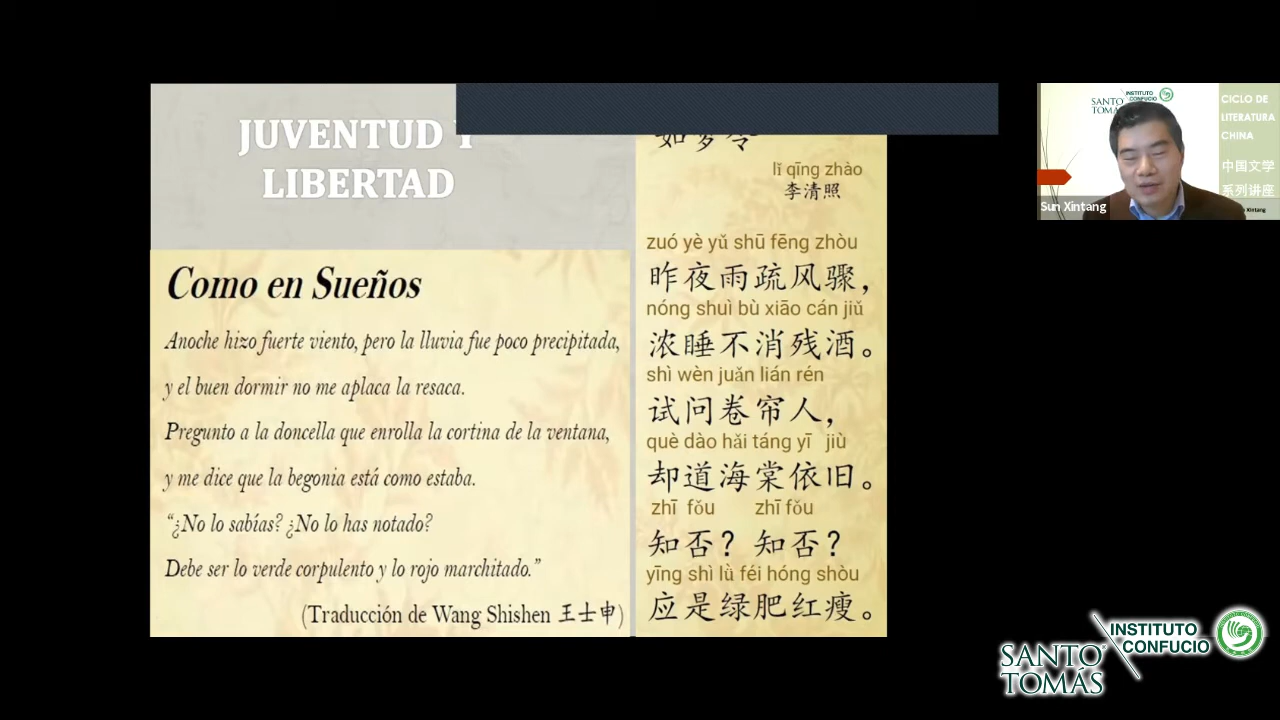 JUVENTUD Y
LIBERTAD
Como en Sueños
Anoche hizo fuerte viento, pero la lluvia fue poco precipitada,
y el buen dormir no me aplaca la resaca.
Pregunto a la doncella que enrolla la cortina de la ventana,
y me dice que la begonia está como estaba.
“¿No lo sabías? ¿No lo has notado?
Debe ser lo verde corpulento y lo rojo marchitado.”
(Traducción de Wang Shishen 王士申)
如梦令
lǐ qīng zhào
李清照
zuó yè yǔ shū fēng zhòu
昨夜雨疏风骤，
nóng shuì bù xiāo cán jiǔ
浓睡不消残酒。
shì wèn juǎn lián rén
试问卷帘人，
què dào hǎi táng yī jiù
却道海棠依旧。
zhī fǒu zhī fǒu
知否？知否？
yīng shì lǜ féi hóng shòu
应是绿肥红瘦。
SANTO TOMÁS
INSTITUTO CONFUCIO
CICLO DE
LITERATURA
CHINA
中国文学
系列讲座
Sun Xintang
Xintang
INSTITUTO
CONFUCIO
SANTO
TOMÁS